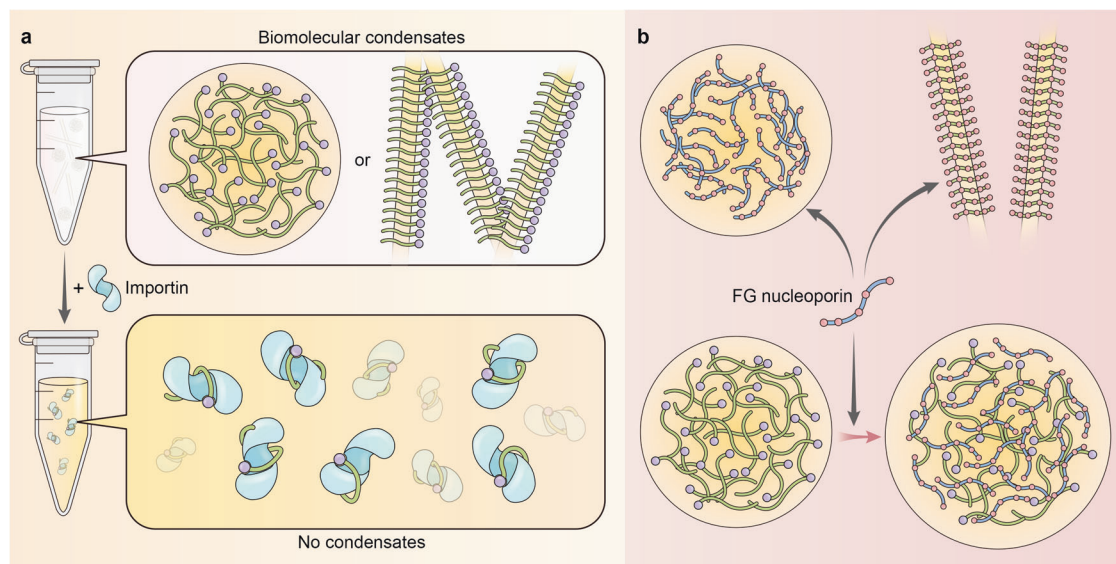 a
Biomolecular condensates
or
+
Importin
No condensates
b
FG nucleoporin